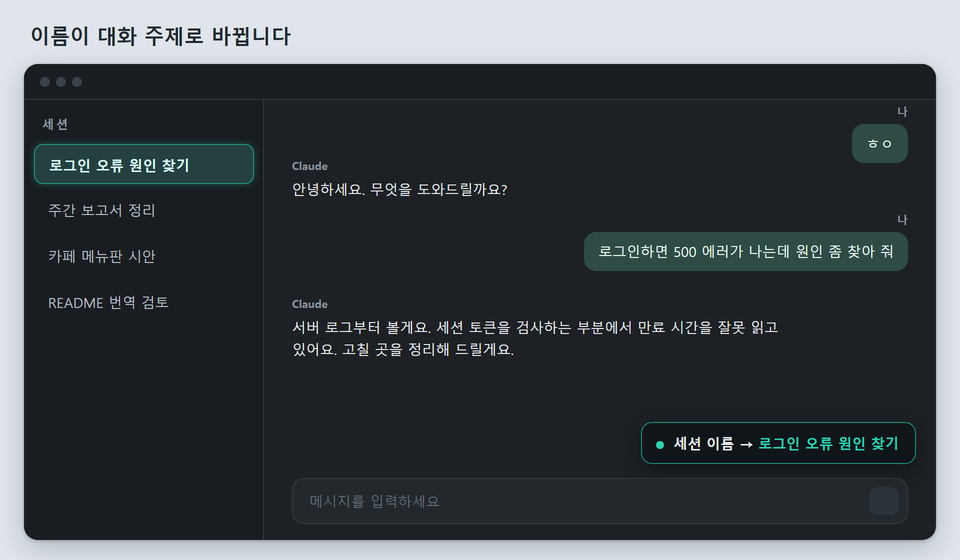 이름이 대화 주제로 바뀝니다
세션
로그인 오류 원인 찾기
주간 보고서 정리
카페 메뉴판 시안
README 번역 검토
나
ㅎㅇ
Claude
안녕하세요. 무엇을 도와드릴까요?
나
로그인하면 500 에러가 나는데 원인 좀 찾아 줘
Claude
서버 로그부터 볼게요. 세션 토큰을 검사하는 부분에서 만료 시간을 잘못 읽고
있어요. 고칠 곳을 정리해 드릴게요.
세션 이름 → 로그인 오류 원인 찾기
메시지를 입력하세요